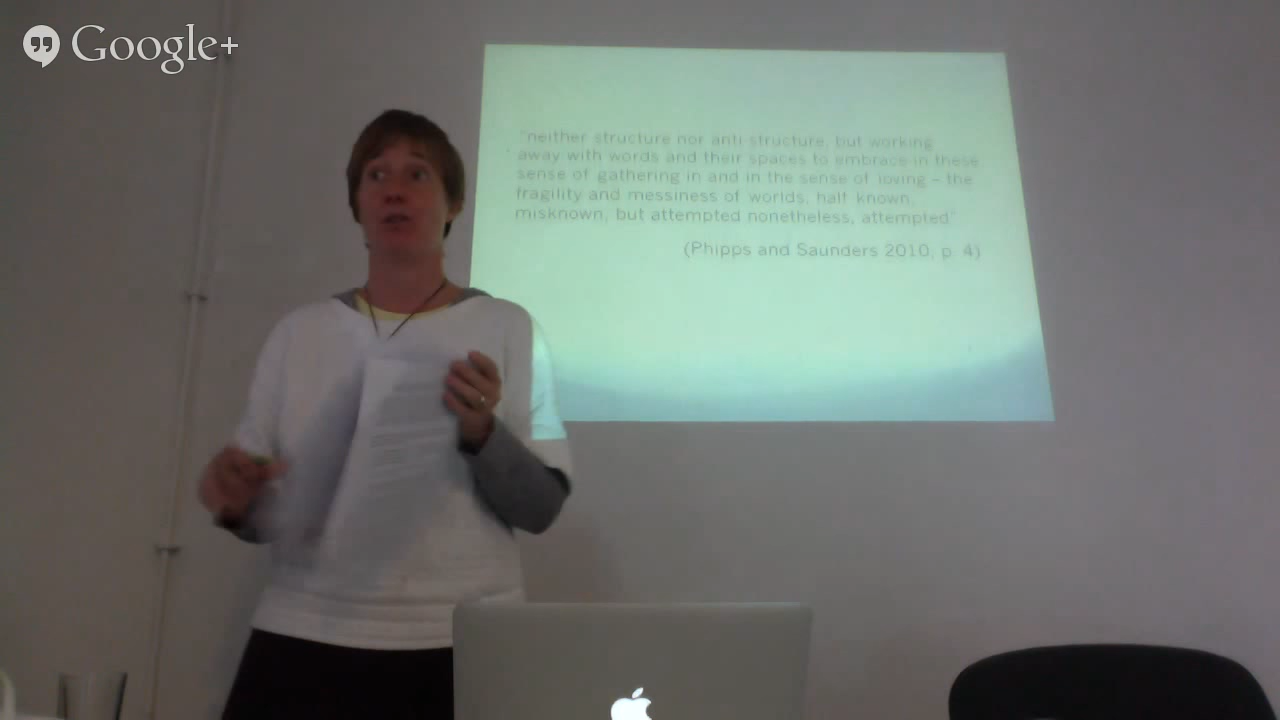 Google+
"neither structure nor anti structure, but working
away with words and their spaces to embrace in these
sense of gathering in and in the sense of loving – the
fragility and messiness of worlds, half known,
misknown, but attempted nonetheless, attempted"
(Phipps and Saunders 2010, p. 4)